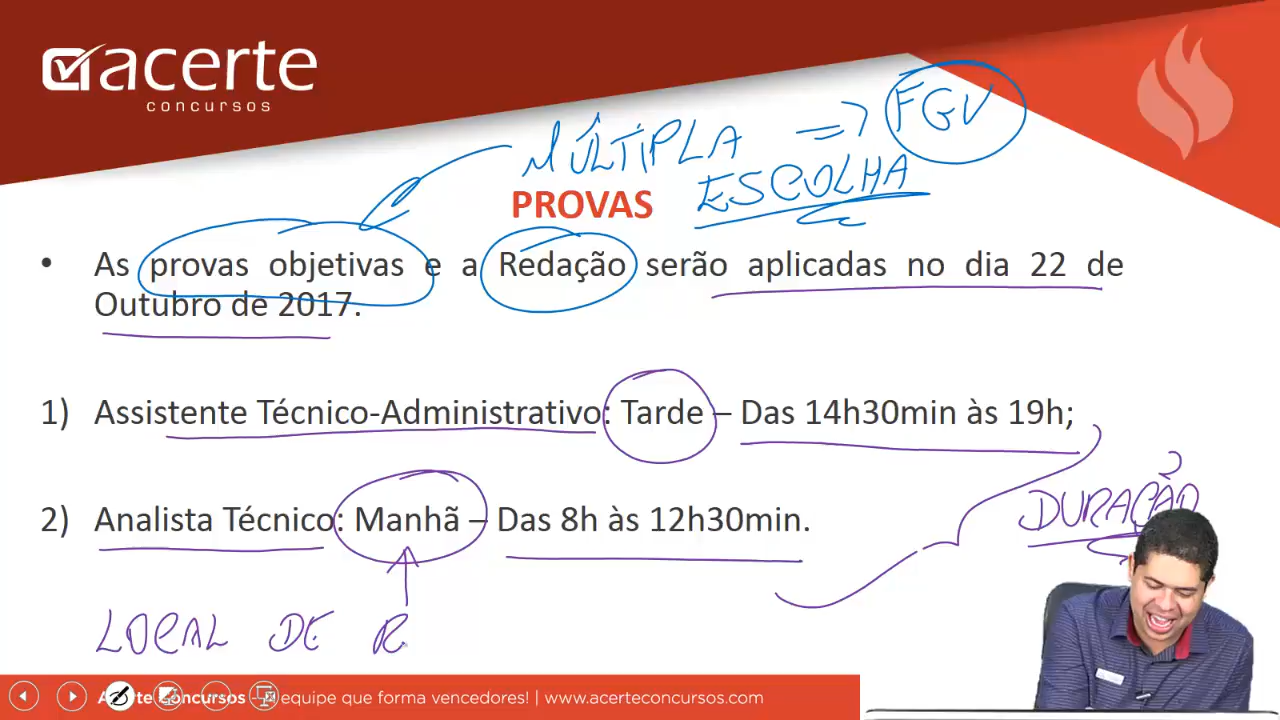 acerte
concursos
MÚLTIPLA => FGV
ESCOLHA
PROVAS
• As provas objetivas e a Redação serão aplicadas no dia 22 de
Outubro de 2017.
1) Assistente Técnico-Administrativo: Tarde – Das 14h30min às 19h;
DURAÇÃO
2) Analista Técnico: Manhã – Das 8h às 12h30min.
LOCAL DE R
equipe que forma vencedores! | www.acerteconcursos.com